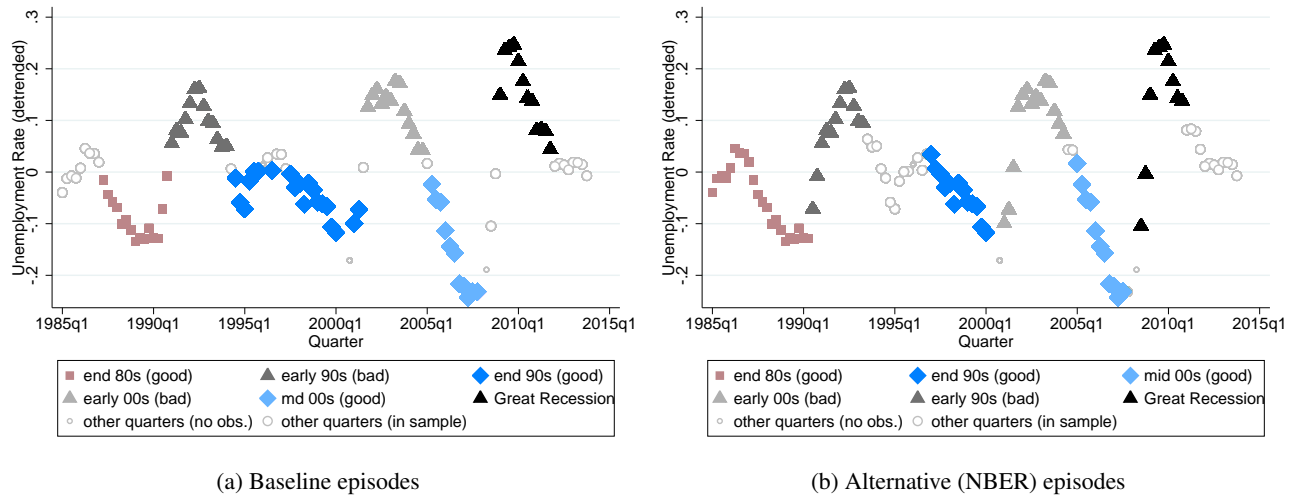 .3
.2
.1
0
-.1
-.2
Unemployment Rate (detrended)
1985q1 1990q1 1995q1 2000q1 2005q1 2010q1 2015q1
Quarter
end 80s (good) early 90s (bad) end 90s (good)
early 00s (bad) md 00s (good) Great Recession
other quarters (no obs.) other quarters (in sample)
(a) Baseline episodes
.3
.2
.1
0
-.1
-.2
Unemployment Rate (detrended)
1985q1 1990q1 1995q1 2000q1 2005q1 2010q1 2015q1
Quarter
end 80s (good) end 90s (good) mid 00s (good)
early 00s (bad) early 90s (bad) Great Recession
other quarters (no obs.) other quarters (in sample)
(b) Alternative (NBER) episodes